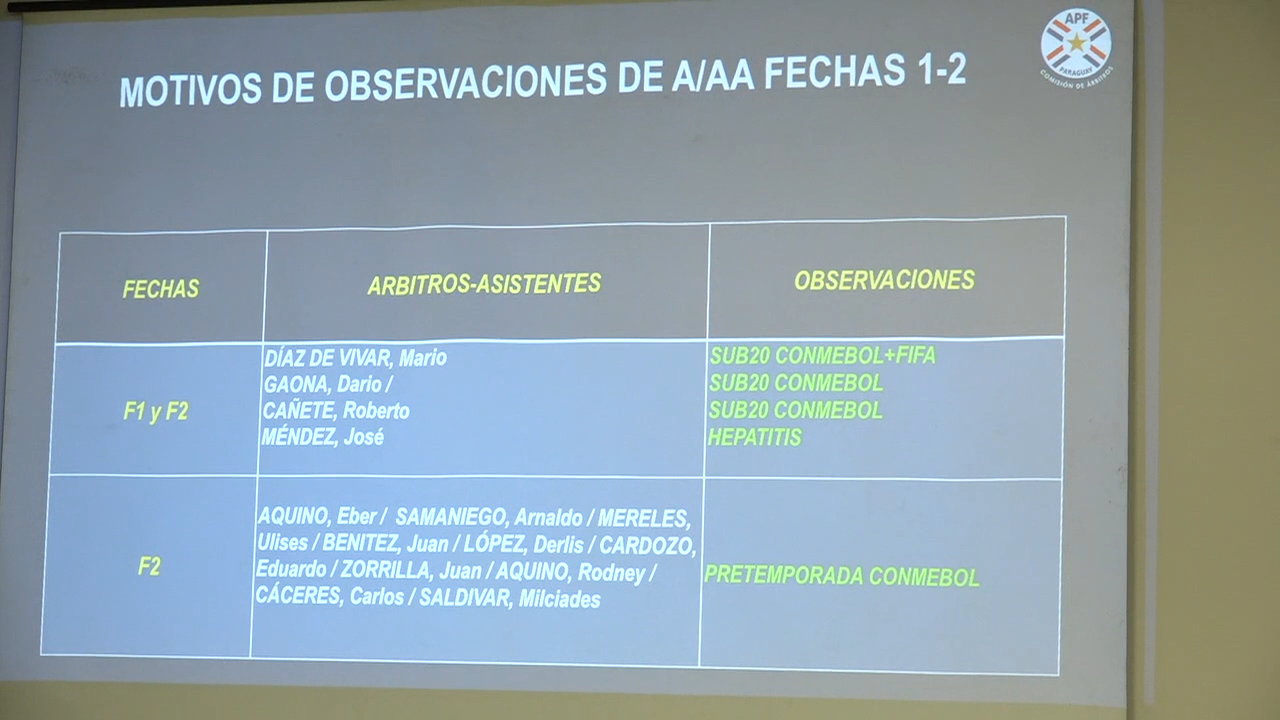 APF
PARAGUAY
COMISIÓN DE ÁRBITROS
MOTIVOS DE OBSERVACIONES DE A/AA FECHAS 1-2
FECHAS
ARBITROS-ASISTENTES
OBSERVACIONES
F1 y F2
DÍAZ DE VIVAR, Mario
GAONA, Dario /
CAÑETE, Roberto
MÉNDEZ, José
SUB20 CONMEBOL+FIFA
SUB20 CONMEBOL
SUB20 CONMEBOL
HEPATITIS
F2
AQUINO, Eber / SAMANIEGO, Arnaldo / MERELES,
Ulises / BENITEZ, Juan / LÓPEZ, Derlis / CARDOZO,
Eduardo / ZORRILLA, Juan / AQUINO, Rodney /
CÁCERES, Carlos / SALDIVAR, Milciades
PRETEMPORADA CONMEBOL